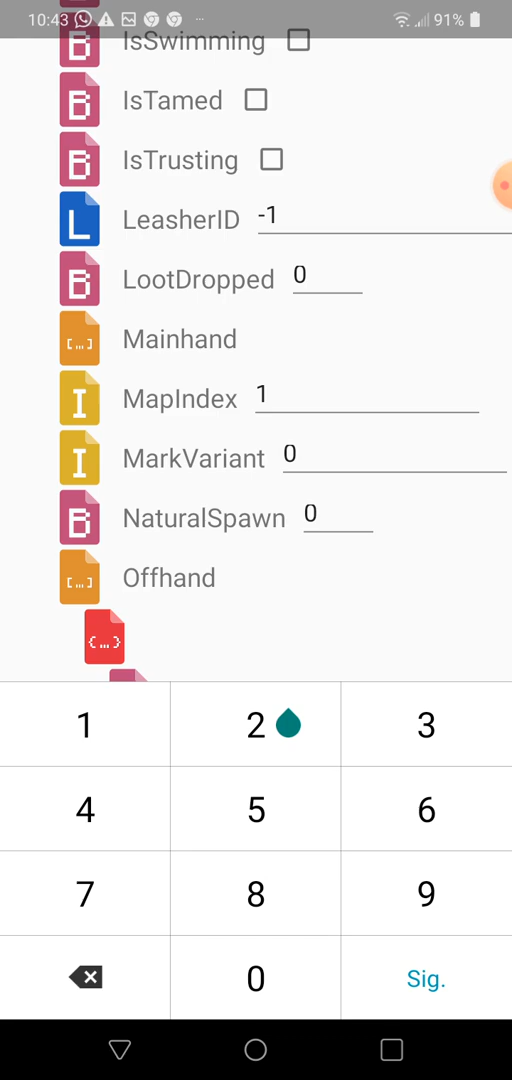 10:43 91%
B IsSwimming
B IsTamed
B IsTrusting
L LeasherID -1
B LootDropped 0
[...] Mainhand
I MapIndex 1
I MarkVariant 0
B NaturalSpawn 0
[...] Offhand
{...}
1 2 3
4 5 6
7 8 9
0 Sig.